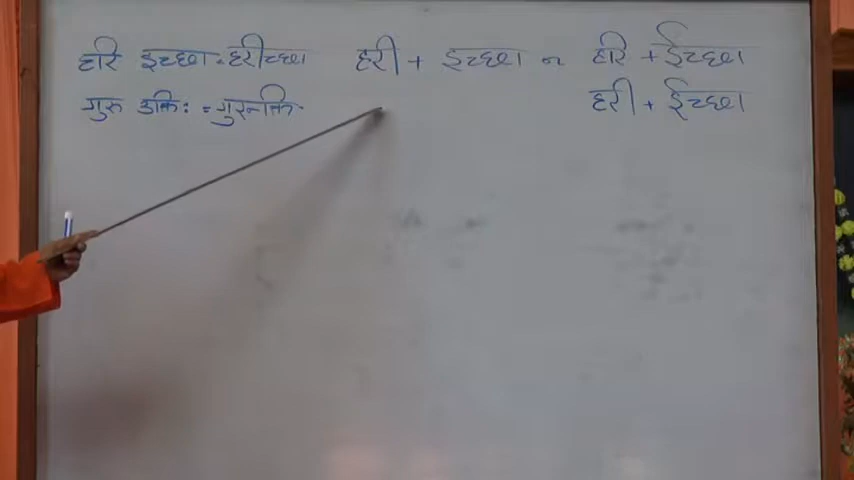 हरि इच्छा = हरीच्छा हरी + इच्छा = हरि + ईच्छा
गुरु उक्तिः = गुरूक्तिः हरी + ईच्छा